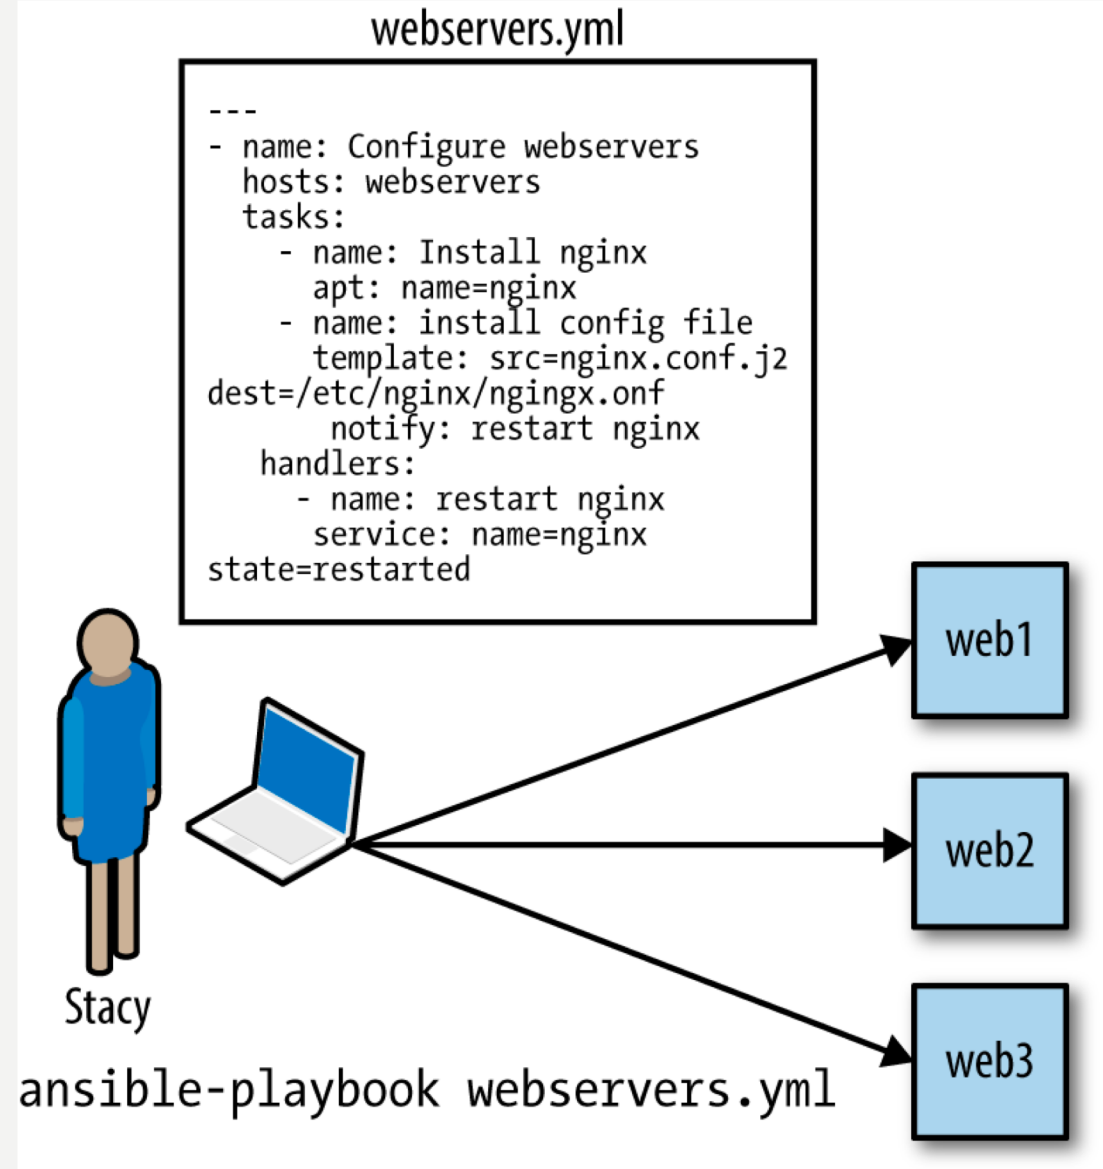 webservers.yml
---
- name: Configure webservers
  hosts: webservers
  tasks:
    - name: Install nginx
      apt: name=nginx
    - name: install config file
      template: src=nginx.conf.j2
dest=/etc/nginx/ngingx.onf
       notify: restart nginx
   handlers:
     - name: restart nginx
      service: name=nginx
state=restarted
web1
web2
web3
Stacy
ansible-playbook webservers.yml